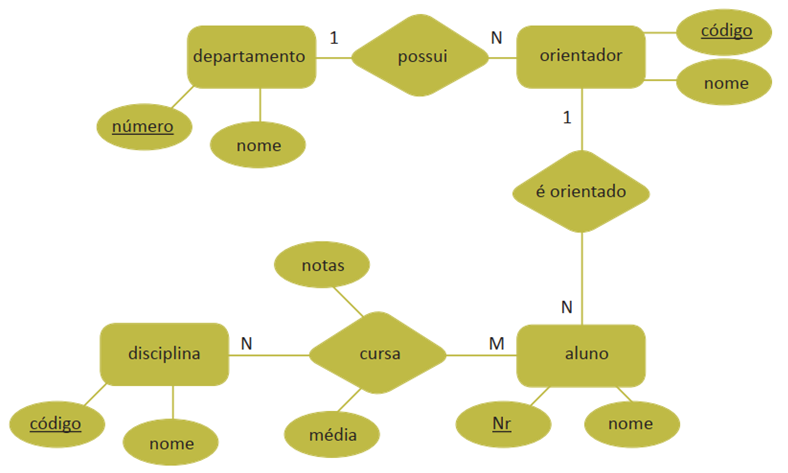 departamento
1
possui
N
orientador
código
nome
número
nome
1
é orientado
N
notas
disciplina
N
cursa
M
aluno
código
nome
média
Nr
nome